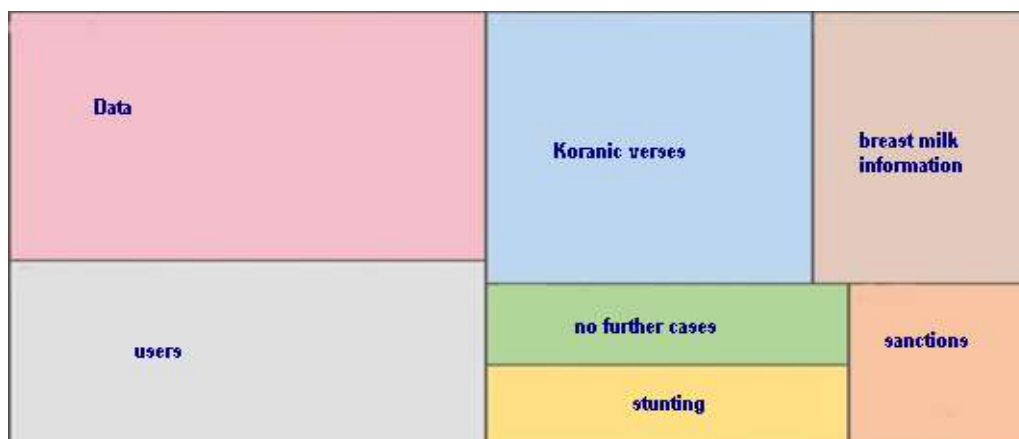 Data
Koranic verses
breast milk
information
users
no further cases
sanctions
stunting